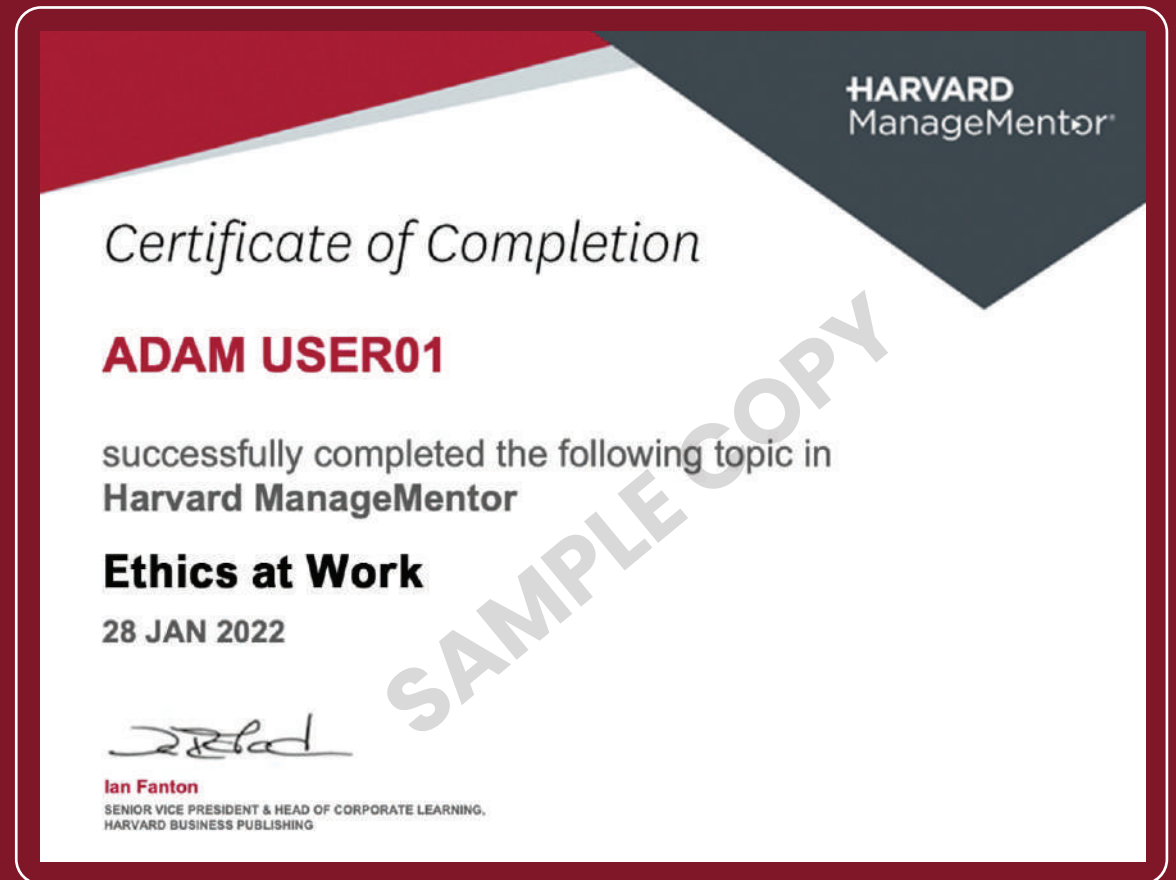 HARVARD
ManageMentor®
Certificate of Completion
ADAM USER01
successfully completed the following topic in
Harvard ManageMentor
Ethics at Work
28 JAN 2022
SAMPLE COPY
Ian Fanton
SENIOR VICE PRESIDENT & HEAD OF CORPORATE LEARNING,
HARVARD BUSINESS PUBLISHING